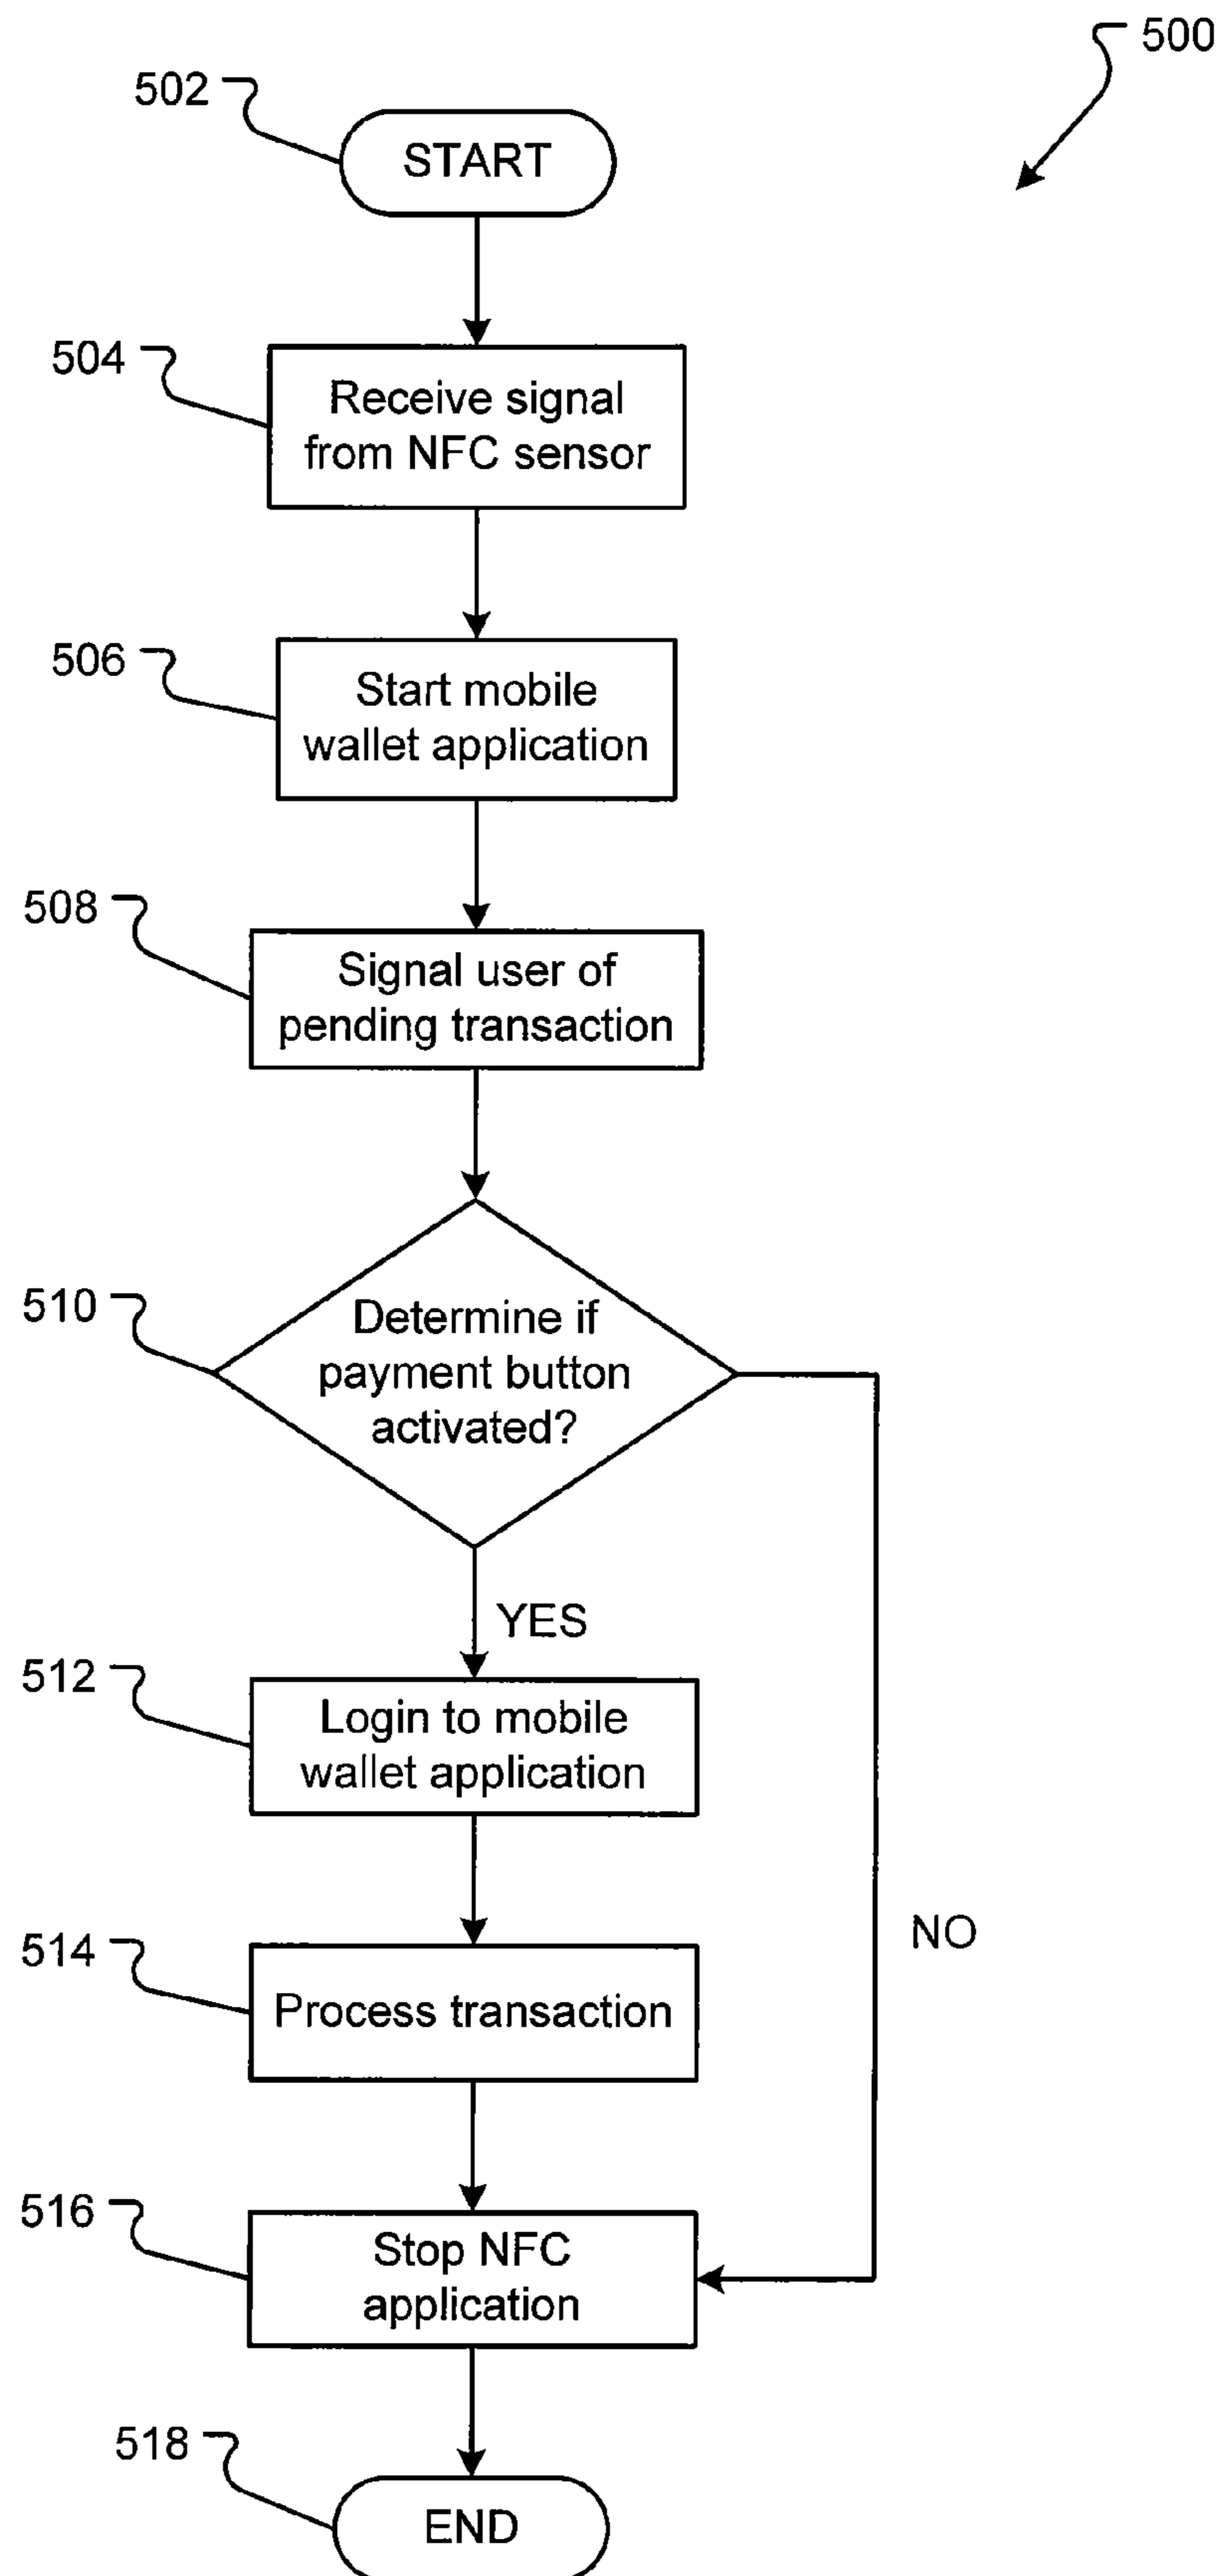 500
502
START
504
Receive signal
from NFC sensor
506
Start mobile
wallet application
508
Signal user of
pending transaction
510
Determine if
payment button
activated?
YES
512
Login to mobile
wallet application
NO
514
Process transaction
516
Stop NFC
application
518
END